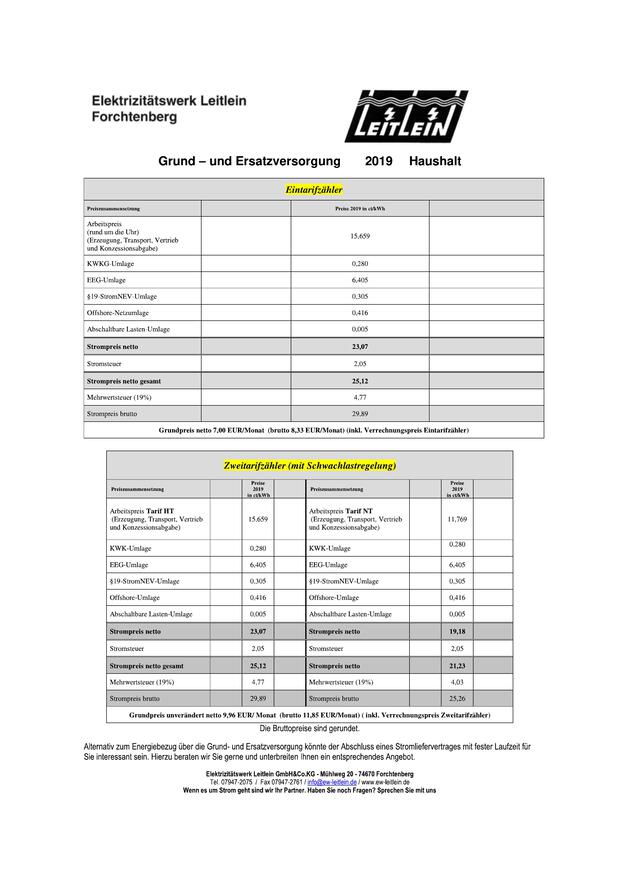 Elektrizitätswerk Leitlein
Forchtenberg
LEITLEIN
Grund – und Ersatzversorgung 2019 Haushalt
Eintarifzähler
Preiszusammensetzung Preise 2019 in ct/kWh
Arbeitspreis
(rund um die Uhr)
(Erzeugung, Transport, Vertrieb
und Konzessionsabgabe) 15,659
KWKG-Umlage 0,280
EEG-Umlage 6,405
§19-StromNEV-Umlage 0,305
Offshore-Netzumlage 0,416
Abschaltbare Lasten-Umlage 0,005
Strompreis netto 23,07
Stromsteuer 2,05
Strompreis netto gesamt 25,12
Mehrwertsteuer (19%) 4,77
Strompreis brutto 29,89
Grundpreis netto 7,00 EUR/Monat (brutto 8,33 EUR/Monat) (inkl. Verrechnungspreis Eintarifzähler)
Zweitarifzähler (mit Schwachlastregelung)
Preiszusammensetzung Preise 2019 in ct/kWh Preiszusammensetzung Preise 2019 in ct/kWh
Arbeitspreis Tarif HT Arbeitspreis Tarif NT
(Erzeugung, Transport, Vertrieb 15,659 (Erzeugung, Transport, Vertrieb 11,769
und Konzessionsabgabe) und Konzessionsabgabe)
KWK-Umlage 0,280 KWK-Umlage 0,280
EEG-Umlage 6,405 EEG-Umlage 6,405
§19-StromNEV-Umlage 0,305 §19-StromNEV-Umlage 0,305
Offshore-Umlage 0,416 Offshore-Umlage 0,416
Abschaltbare Lasten-Umlage 0,005 Abschaltbare Lasten-Umlage 0,005
Strompreis netto 23,07 Strompreis netto 19,18
Stromsteuer 2,05 Stromsteuer 2,05
Strompreis netto gesamt 25,12 Strompreis netto gesamt 21,23
Mehrwertsteuer (19%) 4,77 Mehrwertsteuer (19%) 4,03
Strompreis brutto 29,89 Strompreis brutto 25,26
Grundpreis unverändert netto 9,96 EUR/ Monat (brutto 11,85 EUR/Monat) ( inkl. Verrechnungspreis Zweitarifzähler)
Die Bruttopreise sind gerundet.
Alternativ zum Energiebezug über die Grund- und Ersatzversorgung könnte der Abschluss eines Stromliefervertrages mit fester Laufzeit für
Sie interessant sein. Hierzu beraten wir Sie gerne und unterbreiten Ihnen ein entsprechendes Angebot.
Elektrizitätswerk Leitlein GmbH&Co.KG - Mühlweg 20 - 74670 Forchtenberg
Tel. 07947-2075 / Fax 07947-2761 / info@ew-leitlein.de / www.ew-leitlein.de
Wenn es um Strom geht sind wir Ihr Partner. Haben Sie noch Fragen? Sprechen Sie mit uns